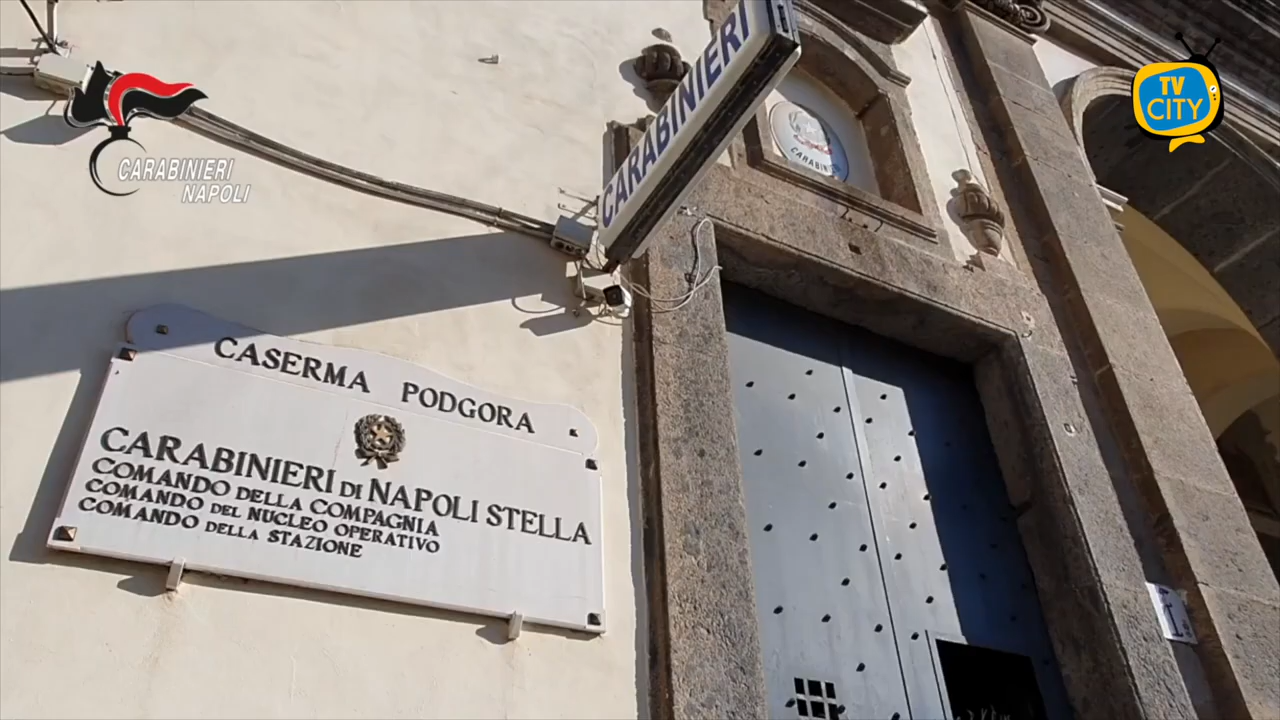 CARABINIERI
NAPOLI
TV
CITY
CARABINIERI
CARABINIERI
CASERMA PODGORA
CARABINIERI DI NAPOLI STELLA
COMANDO DELLA COMPAGNIA
COMANDO DEL NUCLEO OPERATIVO
COMANDO DELLA STAZIONE